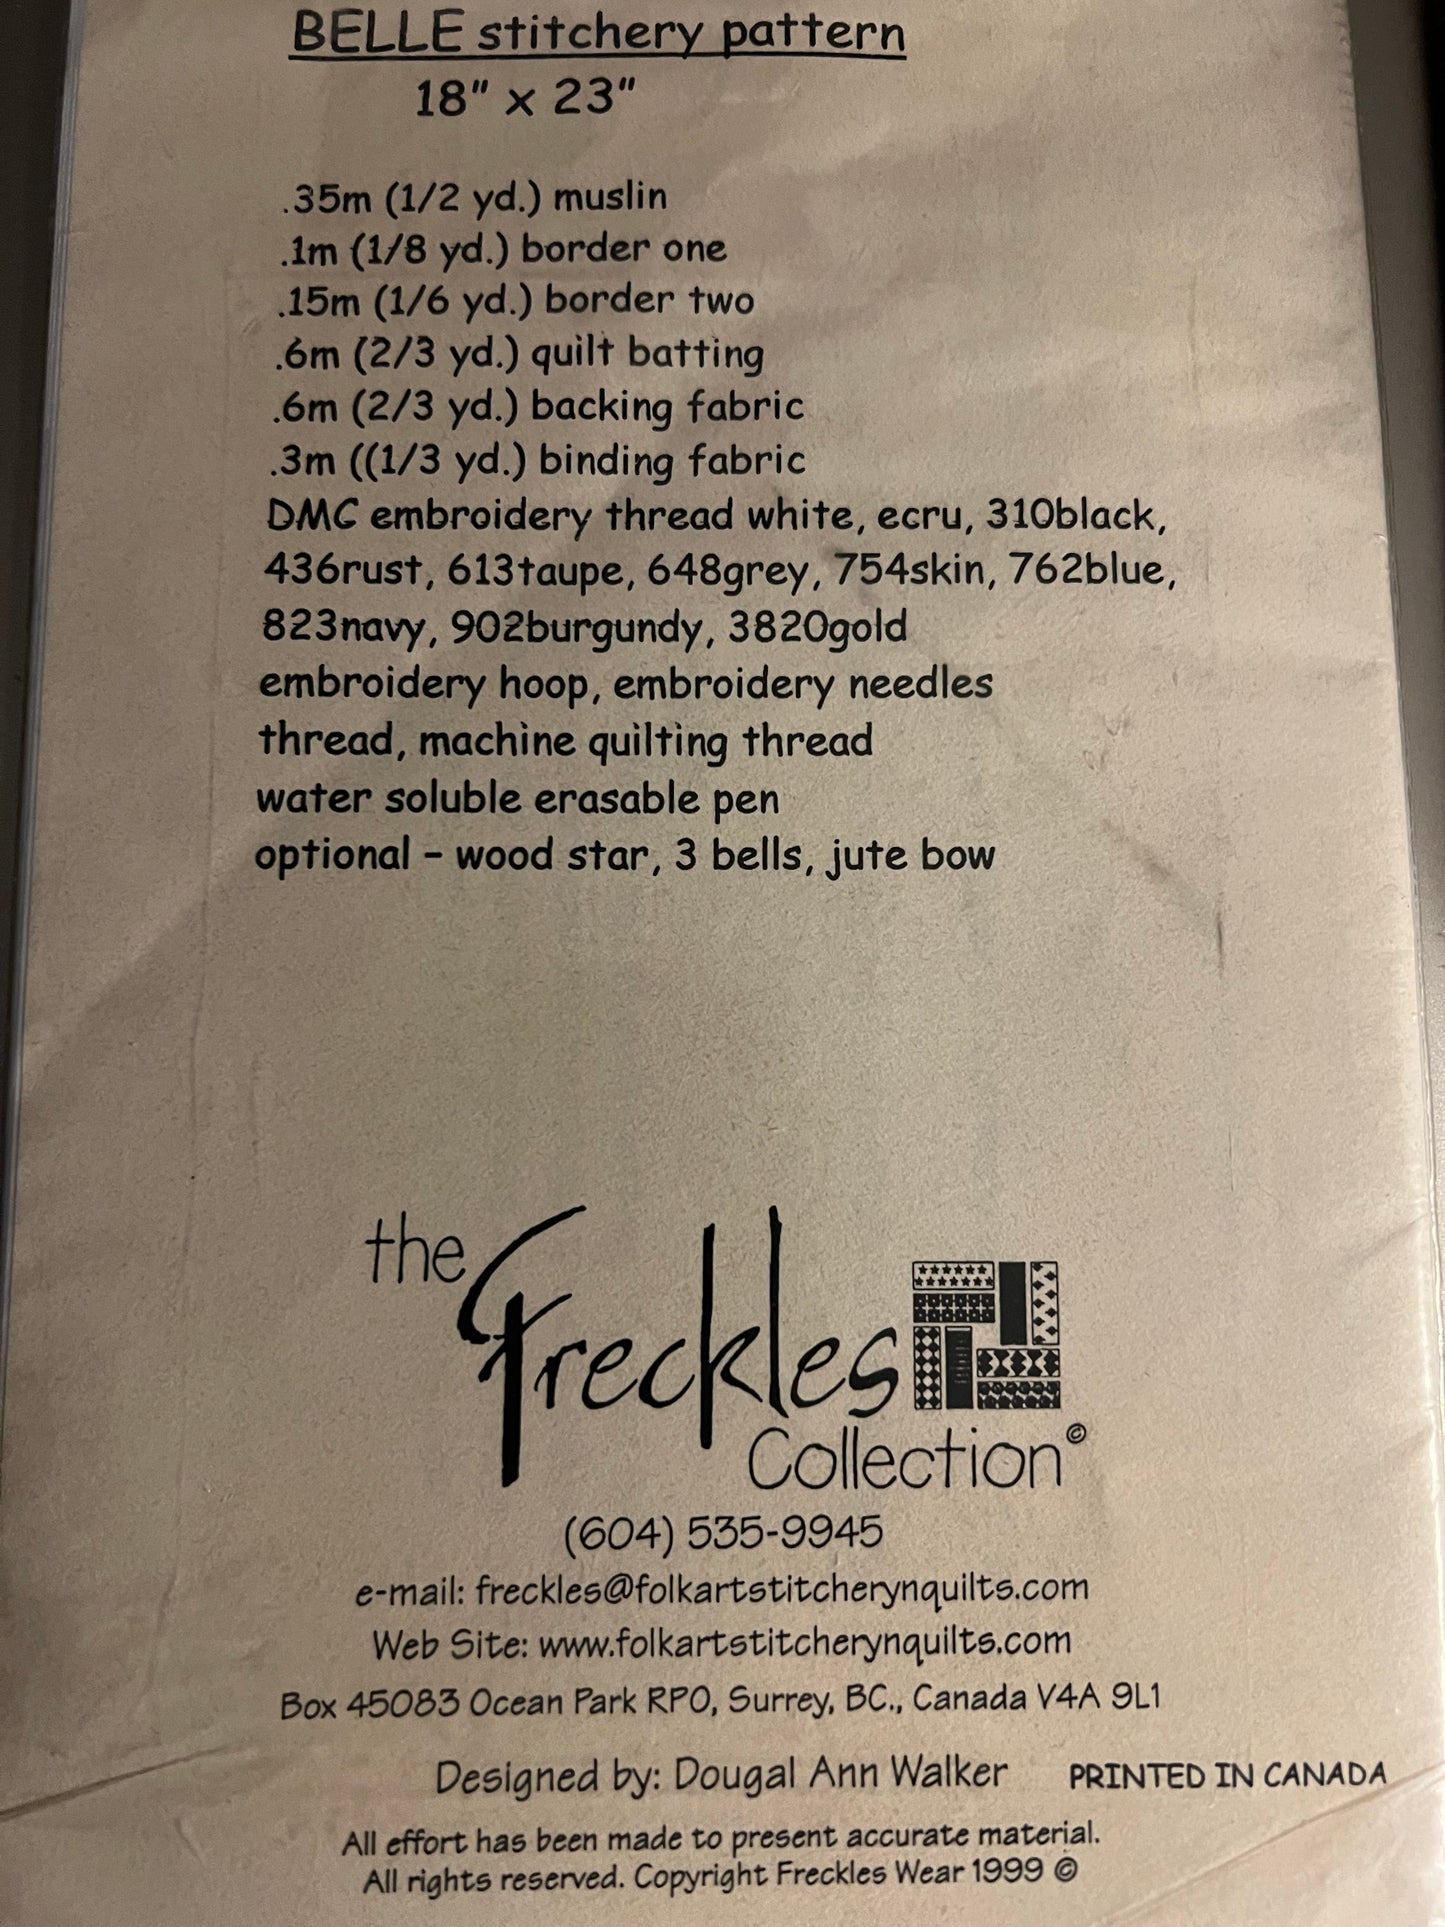 BELLE stitchery pattern
18" x 23"
.35m (1/2 yd.) muslin
.1m (1/8 yd.) border one
.15m (1/6 yd.) border two
.6m (2/3 yd.) quilt batting
.6m (2/3 yd.) backing fabric
.3m ((1/3 yd.) binding fabric
DMC embroidery thread white, ecru, 310black,
436rust, 613taupe, 648grey, 754skin, 762blue,
823navy, 902burgundy, 3820gold
embroidery hoop, embroidery needles
thread, machine quilting thread
water soluble erasable pen
optional – wood star, 3 bells, jute bow
the
Freckles
Collection©
(604) 535-9945
e-mail: freckles@folkartstitcherynquilts.com
Web Site: www.folkartstitcherynquilts.com
Box 45083 Ocean Park RPO, Surrey, BC., Canada V4A 9L1
Designed by: Dougal Ann Walker PRINTED IN CANADA
All effort has been made to present accurate material.
All rights reserved. Copyright Freckles Wear 1999 ©